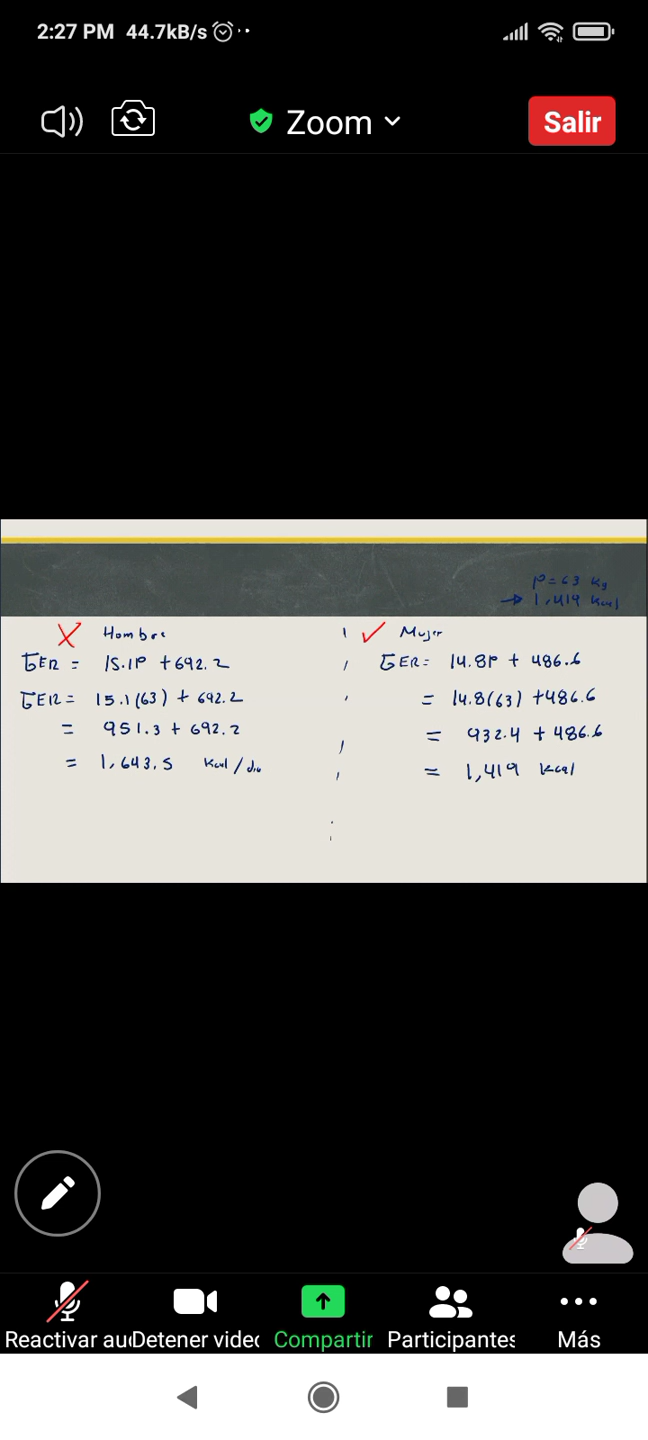 2:27 PM 44.7kB/s
Zoom
Salir
P=63 kg
→ 1,419 kcal
Hombre
GER = 15.1P + 692.2
GER = 15.1(63) + 692.2
= 951.3 + 692.2
= 1,643.5 kcal/dia
Mujer
GER= 14.8P + 486.6
= 14.8(63) + 486.6
= 932.4 + 486.6
= 1,419 kcal
Reactivar au
Detener video
Compartir
Participantes
Más